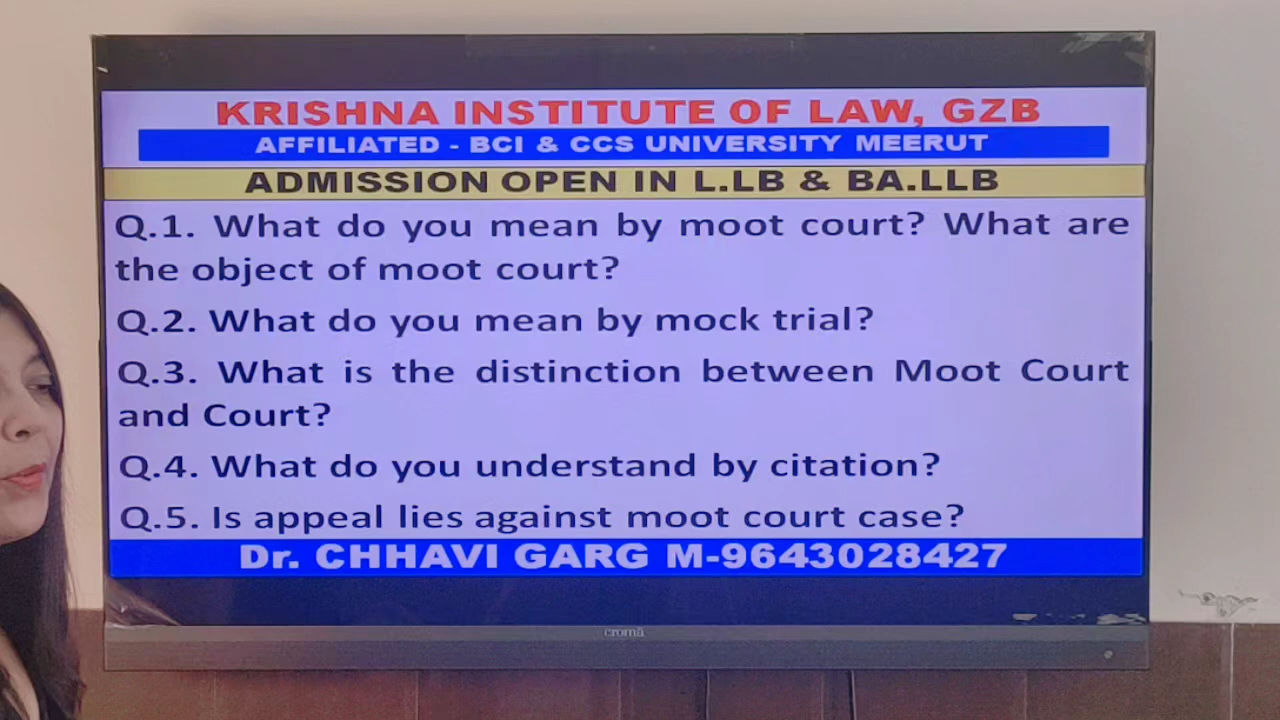 KRISHNA INSTITUTE OF LAW, GZB
AFFILIATED - BCI & CCS UNIVERSITY MEERUT
ADMISSION OPEN IN L.LB & BA.LLB
Q.1. What do you mean by moot court? What are
the object of moot court?
Q.2. What do you mean by mock trial?
Q.3. What is the distinction between Moot Court
and Court?
Q.4. What do you understand by citation?
Q.5. Is appeal lies against moot court case?
Dr. CHHAVI GARG M-9643028427
cromā